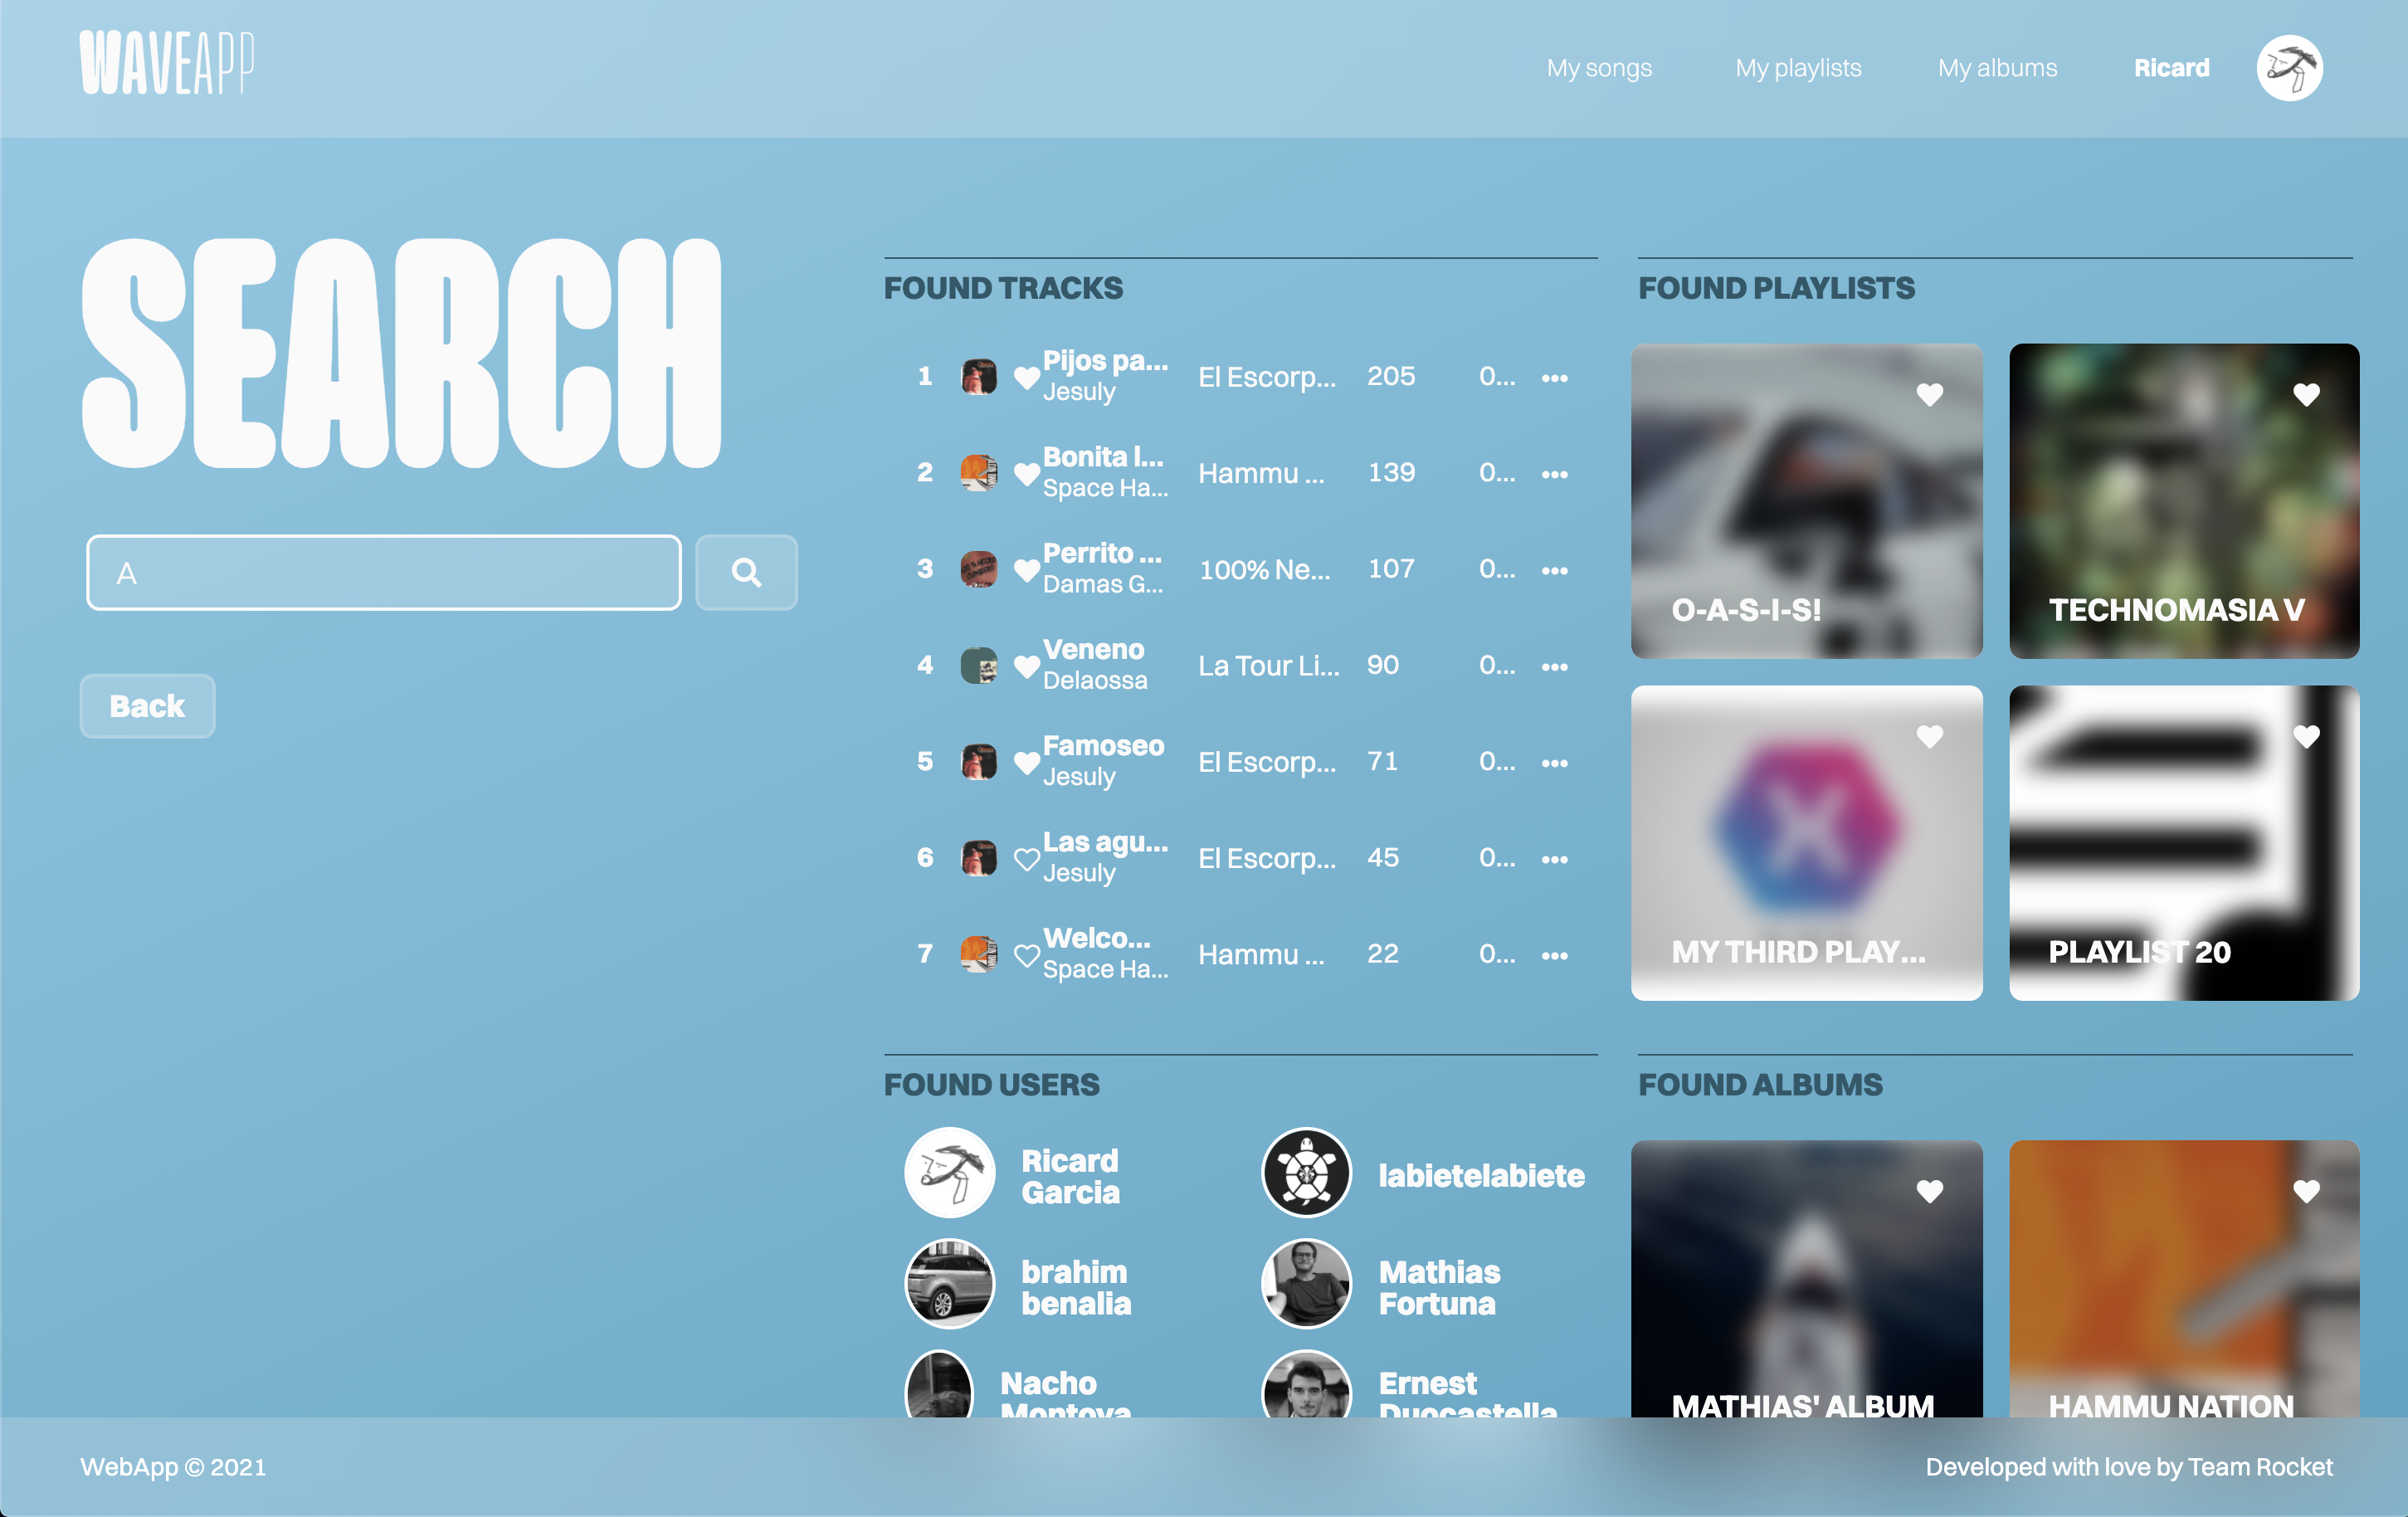 WAVEAPP
My songs
My playlists
My albums
Ricard
SEARCH
A
Back
FOUND TRACKS
1 Pijos pa... El Escorp... 205 0...
Jesuly
2 Bonita l... Hammu ... 139 0...
Space Ha...
3 Perrito ... 100% Ne... 107 0...
Damas G...
4 Veneno La Tour Li... 90 0...
Delaossa
5 Famoseo El Escorp... 71 0...
Jesuly
6 Las agu... El Escorp... 45 0...
Jesuly
7 Welco... Hammu ... 22 0...
Space Ha...
FOUND PLAYLISTS
O-A-S-I-S!
TECHNOMASIA V
MY THIRD PLAY...
PLAYLIST 20
FOUND USERS
Ricard
Garcia
labietelabiete
brahim
benalia
Mathias
Fortuna
Nacho
Montoya
Ernest
Duocastella
FOUND ALBUMS
MATHIAS' ALBUM
HAMMU NATION
WebApp © 2021
Developed with love by Team Rocket